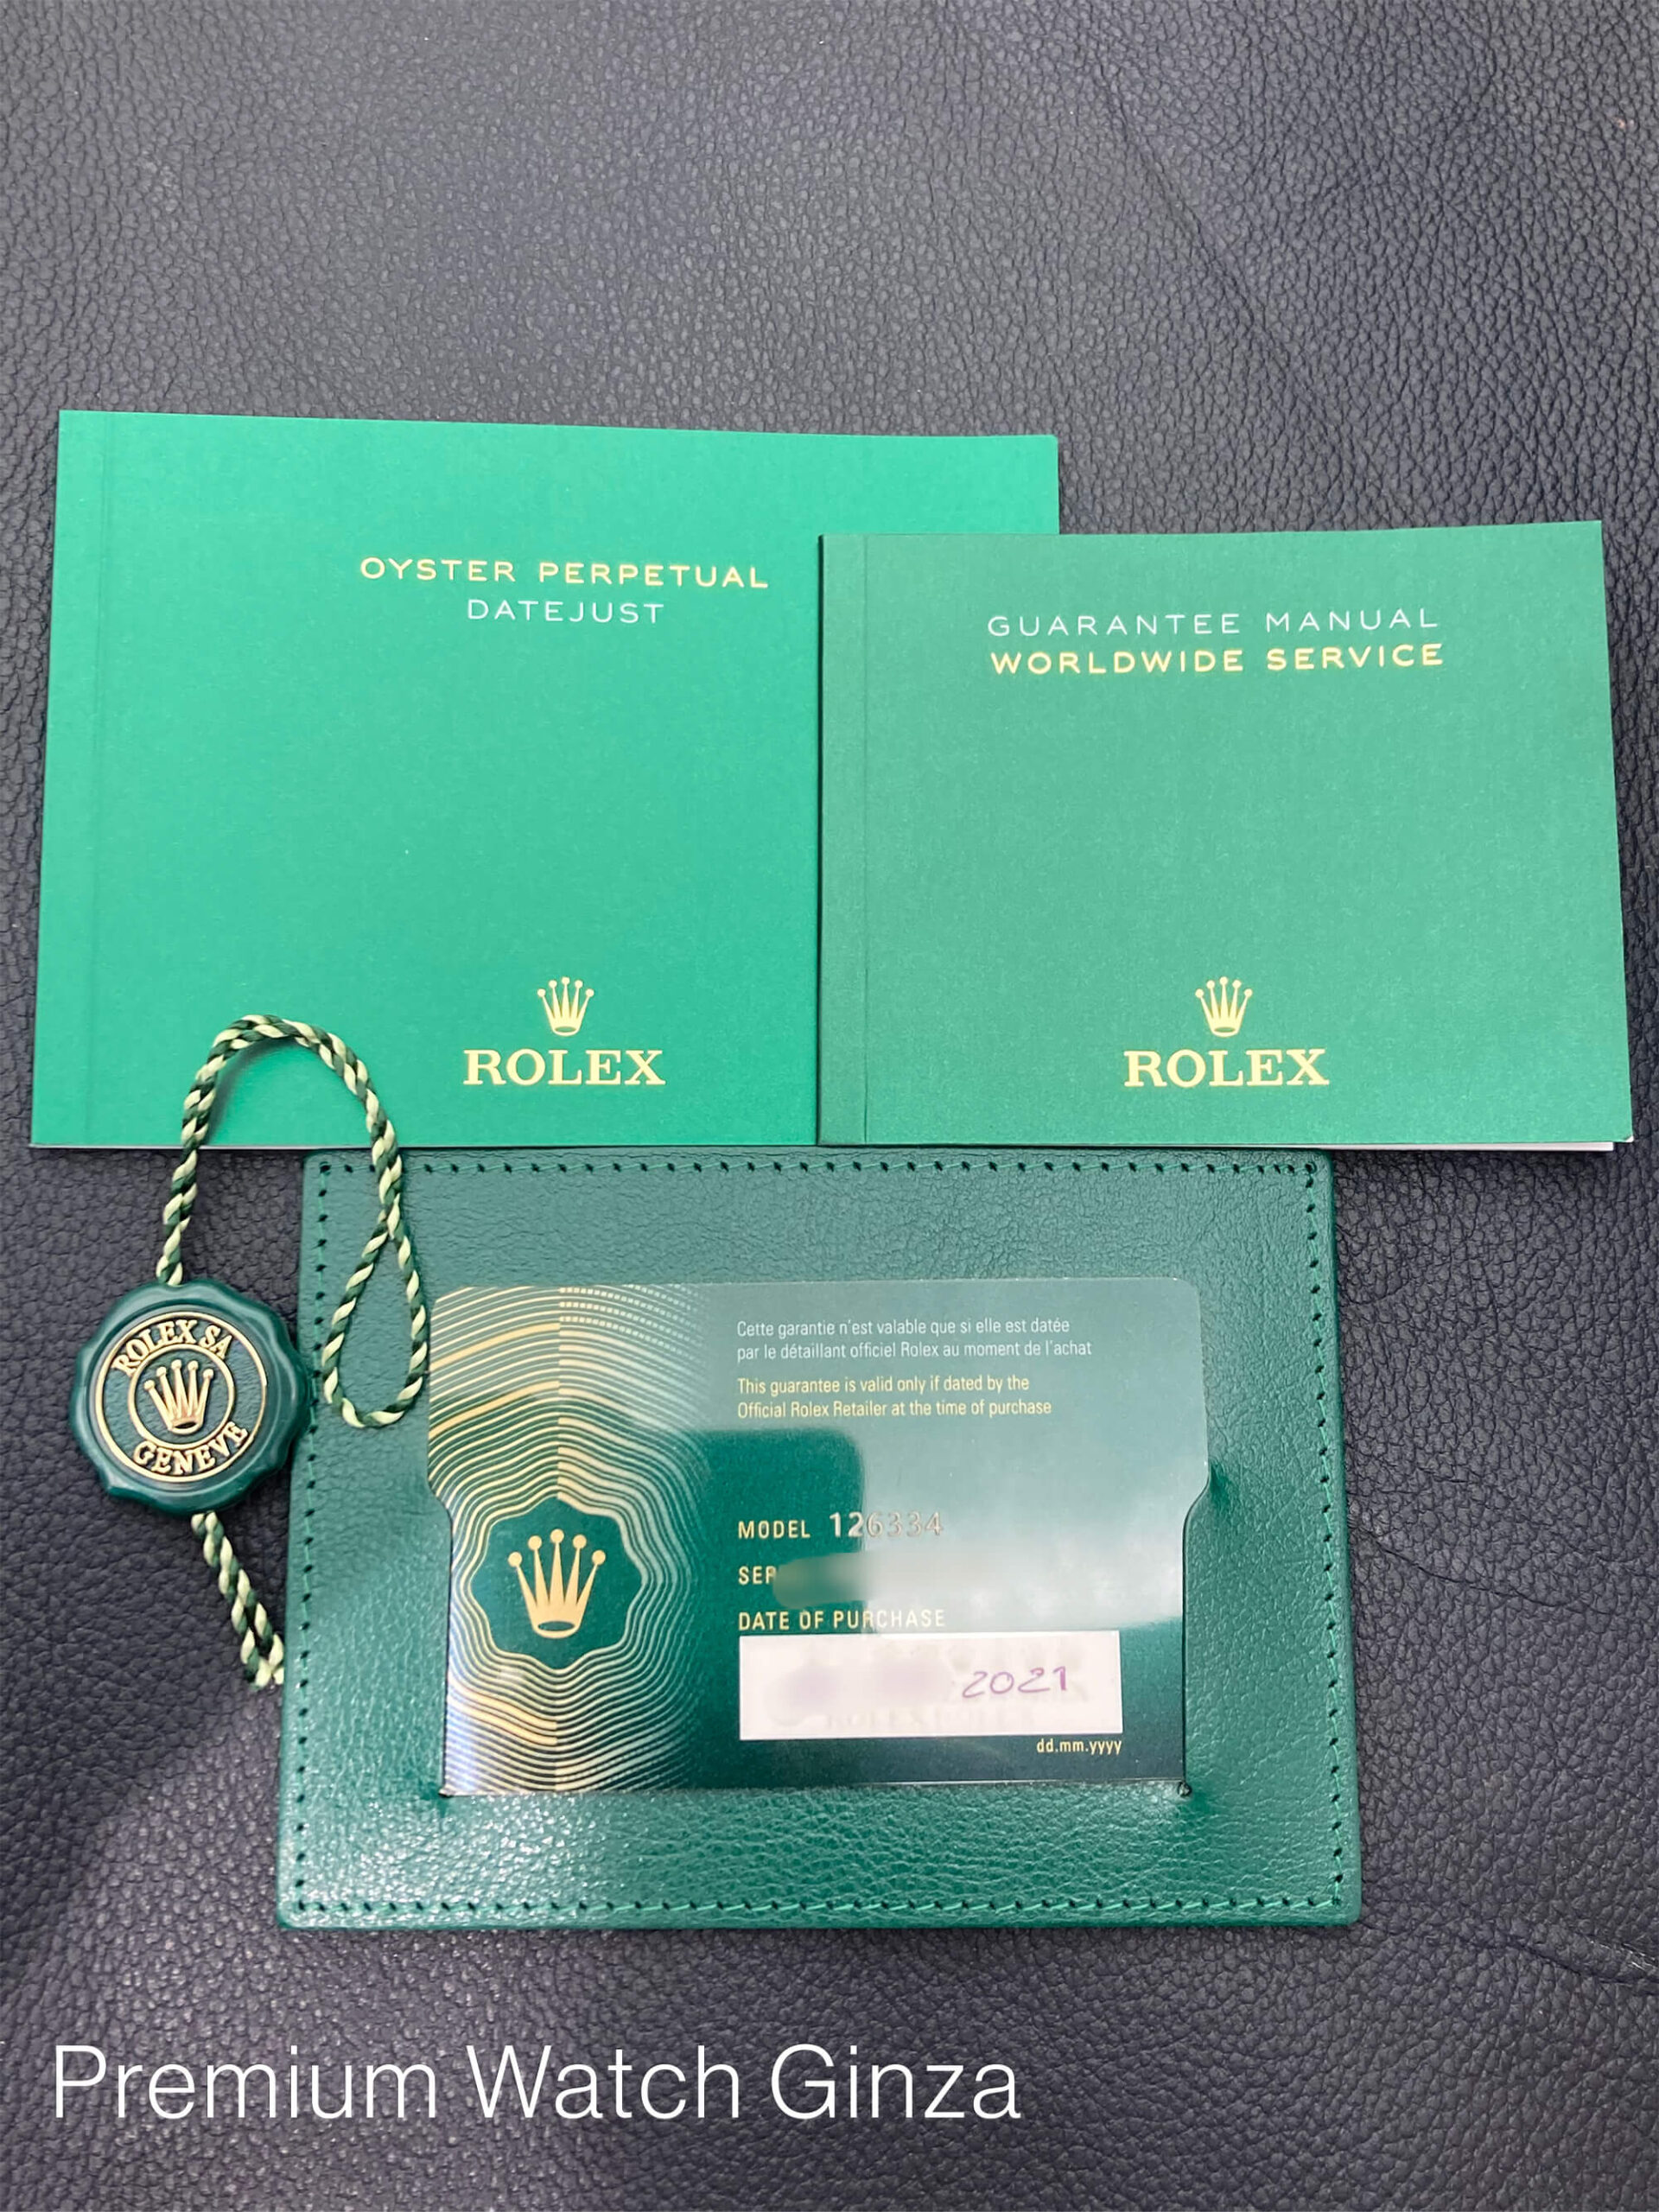 OYSTER PERPETUAL
DATEJUST
ROLEX
GUARANTEE MANUAL
WORLDWIDE SERVICE
ROLEX
ROLEX SA
GENEVE
Cette garantie n'est valable que si elle est datée
par le détaillant officiel Rolex au moment de l'achat
This guarantee is valid only if dated by the
Official Rolex Retailer at the time of purchase
MODEL 126334
DATE OF PURCHASE
2021
dd.mm.yyyy
Premium Watch Ginza